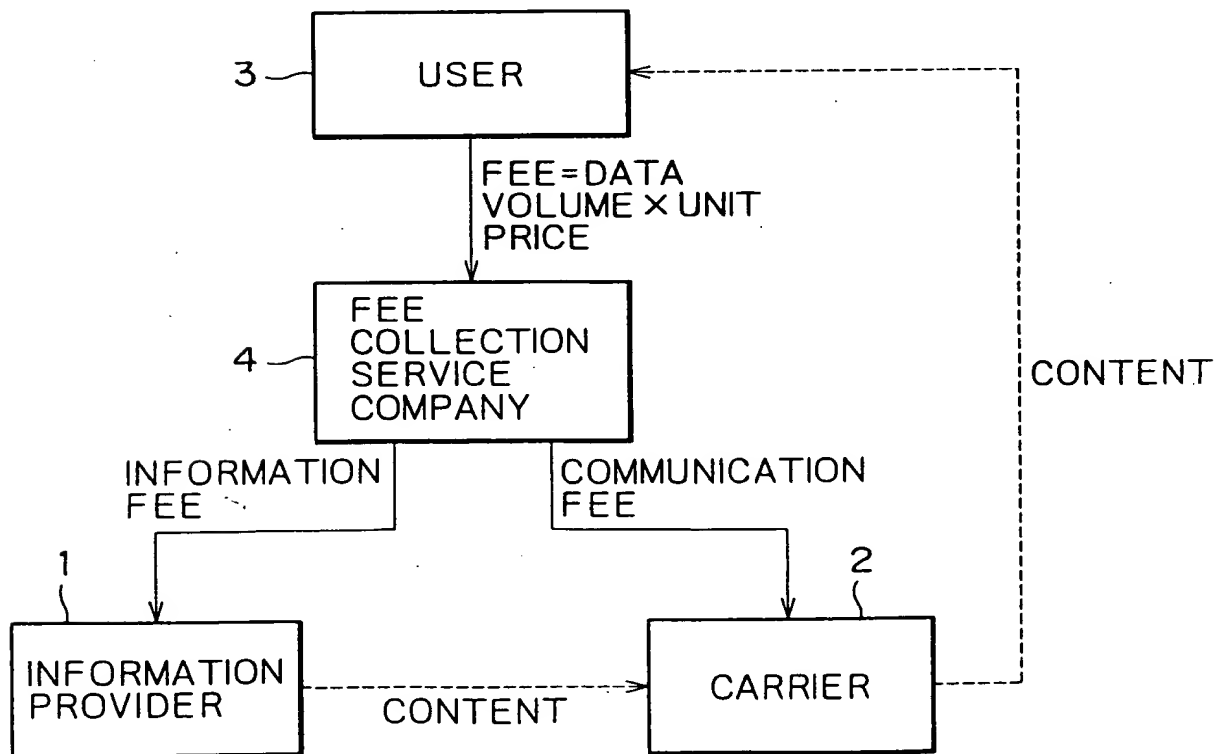 3
USER
FEE=DATA
VOLUME×UNIT
PRICE
4
FEE
COLLECTION
SERVICE
COMPANY
CONTENT
INFORMATION
FEE
COMMUNICATION
FEE
1
2
INFORMATION
PROVIDER
CONTENT
CARRIER